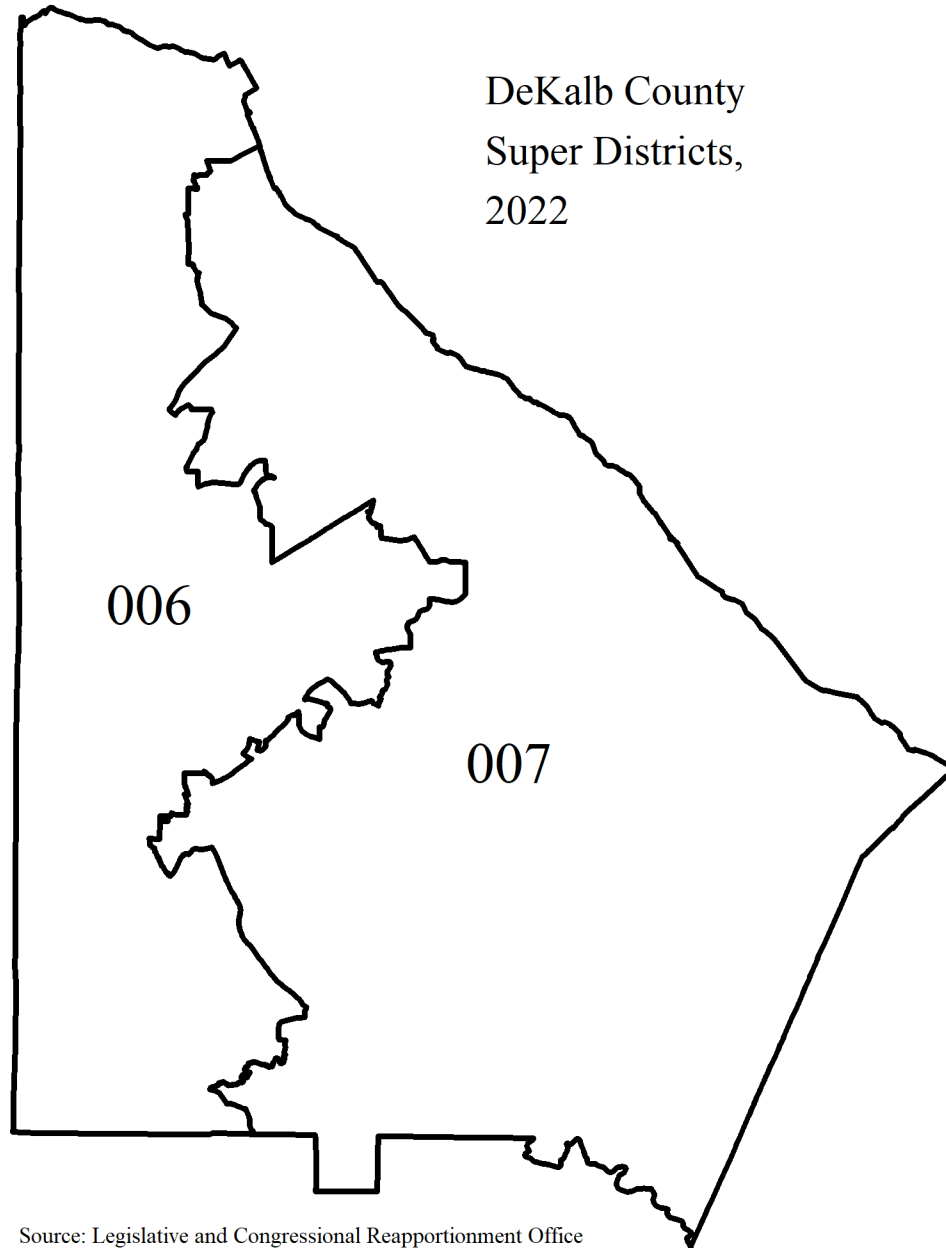 DeKalb County
Super Districts,
2022
006
007
Source: Legislative and Congressional Reapportionment Office